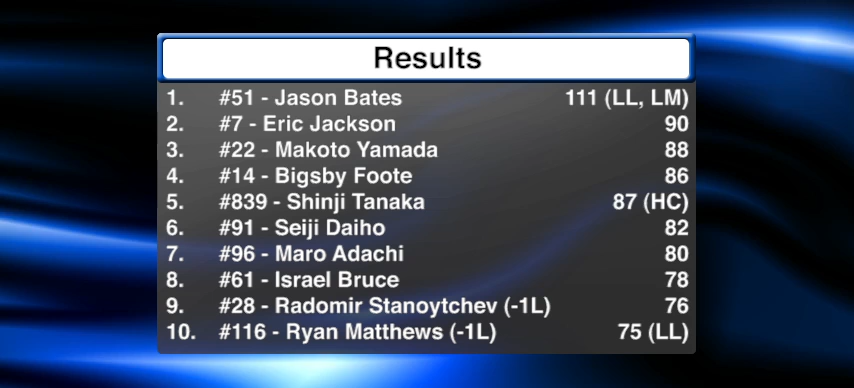 Results
1. #51 - Jason Bates 111 (LL, LM)
2. #7 - Eric Jackson 90
3. #22 - Makoto Yamada 88
4. #14 - Bigsby Foote 86
5. #839 - Shinji Tanaka 87 (HC)
6. #91 - Seiji Daiho 82
7. #96 - Maro Adachi 80
8. #61 - Israel Bruce 78
9. #28 - Radomir Stanoytchev (-1L) 76
10. #116 - Ryan Matthews (-1L) 75 (LL)